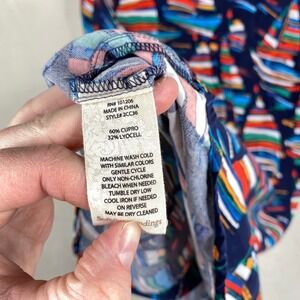 RN# 101206
MADE IN CHINA
STYLE# 2CC36
60% CUPRO
32% LYOCELL
MACHINE WASH COLD
WITH SIMILAR COLORS
GENTLE CYCLE
ONLY NON-CHLORINE
BLEACH WHEN NEEDED
TUMBLE DRY LOW
COOL IRON IF NEEDED
ON REVERSE
MAY BE DRY CLEANED